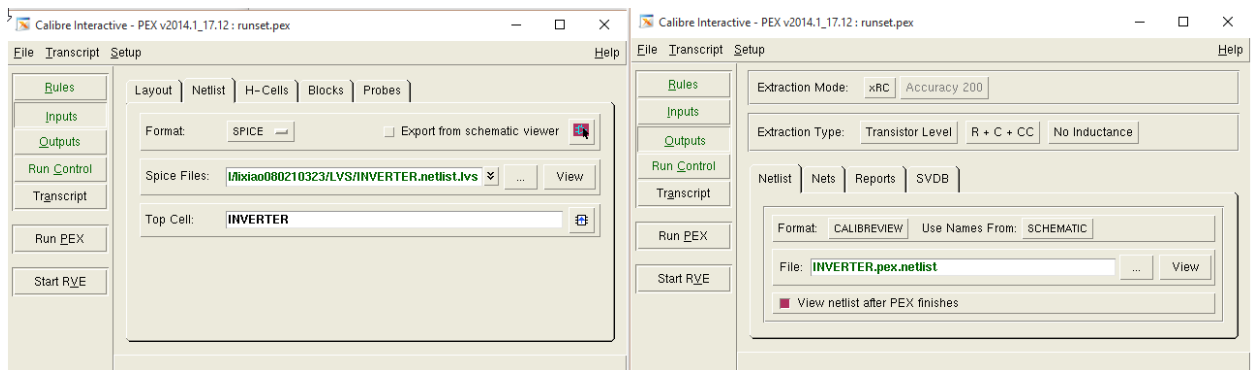 Calibre Interactive - PEX v2014.1_17.12 : runset.pex
File Transcript Setup Help
Rules
Inputs
Outputs
Run Control
Transcript
Run PEX
Start RVE
Layout Netlist H-Cells Blocks Probes
Format: SPICE Export from schematic viewer
Spice Files: l/lixiao080210323/LVS/INVERTER.netlist.lvs ... View
Top Cell: INVERTER
Calibre Interactive - PEX v2014.1_17.12 : runset.pex
File Transcript Setup Help
Rules
Inputs
Outputs
Run Control
Transcript
Run PEX
Start RVE
Extraction Mode: xRC Accuracy 200
Extraction Type: Transistor Level R + C + CC No Inductance
Netlist Nets Reports SVDB
Format: CALIBREVIEW Use Names From: SCHEMATIC
File: INVERTER.pex.netlist ... View
View netlist after PEX finishes